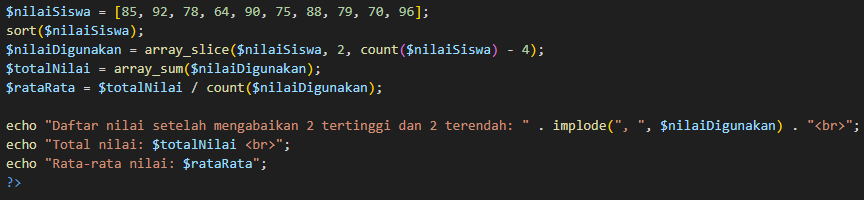 $nilaiSiswa = [85, 92, 78, 64, 90, 75, 88, 79, 70, 96];
sort($nilaiSiswa);
$nilaiDigunakan = array_slice($nilaiSiswa, 2, count($nilaiSiswa) - 4);
$totalNilai = array_sum($nilaiDigunakan);
$rataRata = $totalNilai / count($nilaiDigunakan);

echo "Daftar nilai setelah mengabaikan 2 tertinggi dan 2 terendah: " . implode(", ", $nilaiDigunakan) . "<br>";
echo "Total nilai: $totalNilai <br>";
echo "Rata-rata nilai: $rataRata";
?>